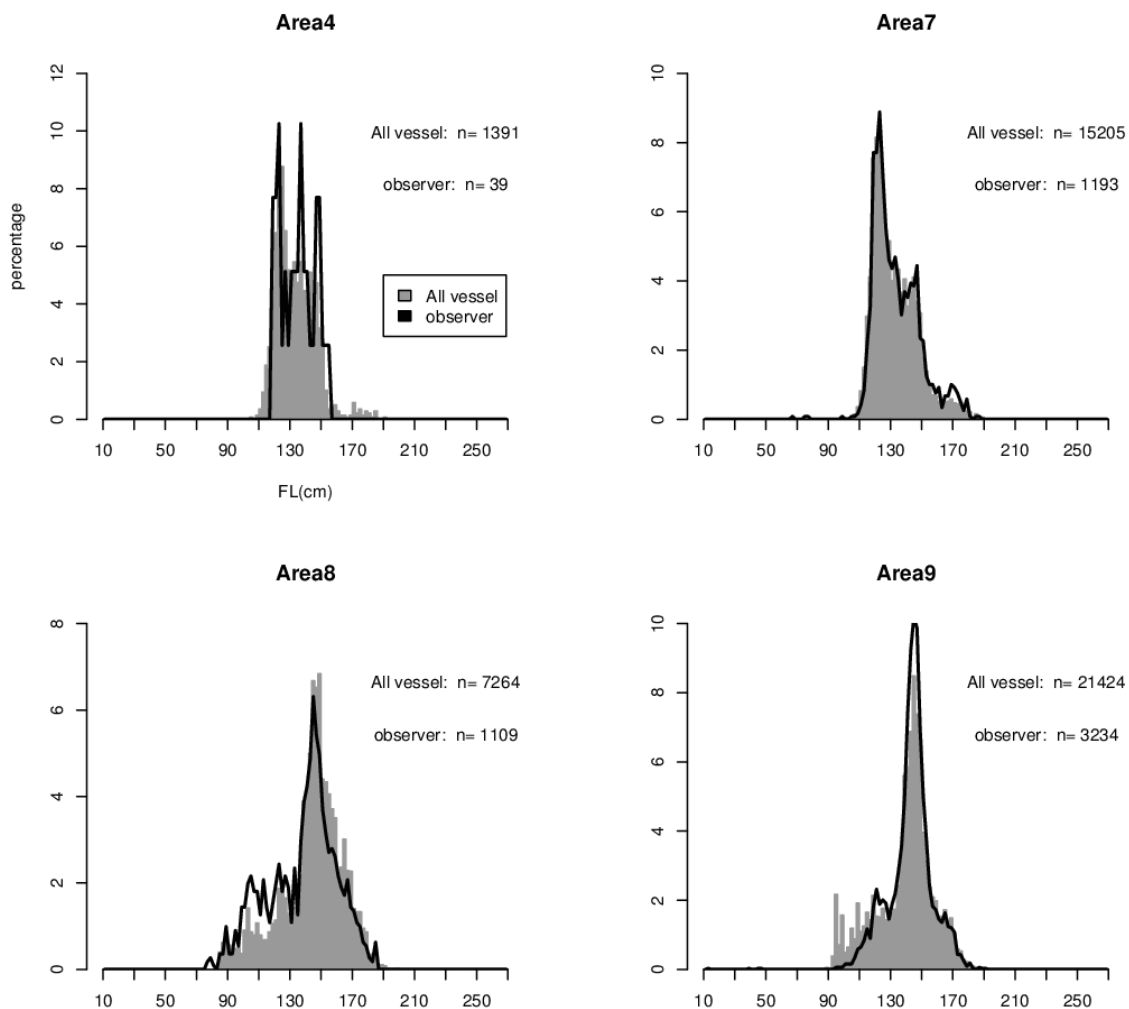 Area4
Area7
12
10
8
6
4
2
0
percentage
All vessel: n= 1391
observer: n= 39
All vessel
observer
10 50 90 130 170 210 250
FL(cm)
10
8
6
4
2
0
All vessel: n= 15205
observer: n= 1193
10 50 90 130 170 210 250
Area8
Area9
8
6
4
2
0
All vessel: n= 7264
observer: n= 1109
10 50 90 130 170 210 250
10
8
6
4
2
0
All vessel: n= 21424
observer: n= 3234
10 50 90 130 170 210 250